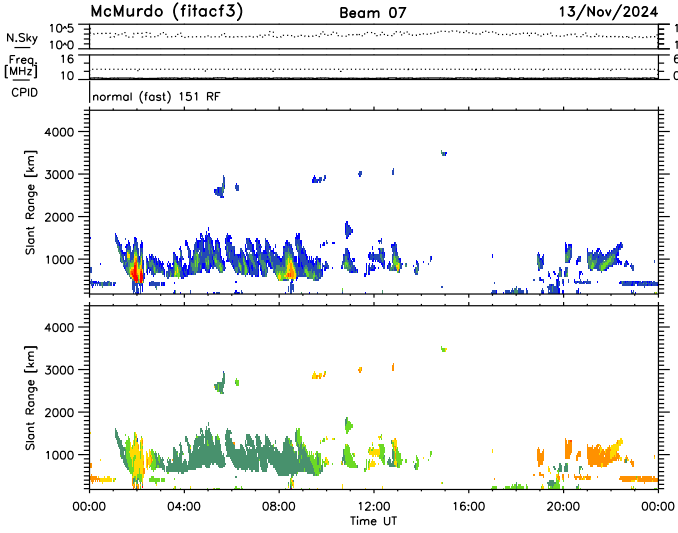 McMurdo (fitacf3) Beam 07 13/Nov/2024
N.Sky 10^5 10^0 1 1
Freq. [MHz] 16 10 6 0
CPID normal (fast) 151 RF
Slant Range [km] 4000 3000 2000 1000
Slant Range [km] 4000 3000 2000 1000
00:00 04:00 08:00 12:00 16:00 20:00 00:00
Time UT